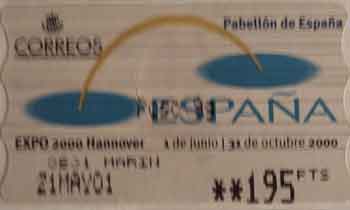 Pabellón de España
CORREOS
ESPAÑA
EXPO 2000 Hannover 1 de junio | 31 de octubre 2000
MARIN
21MAY01
**195 PTS